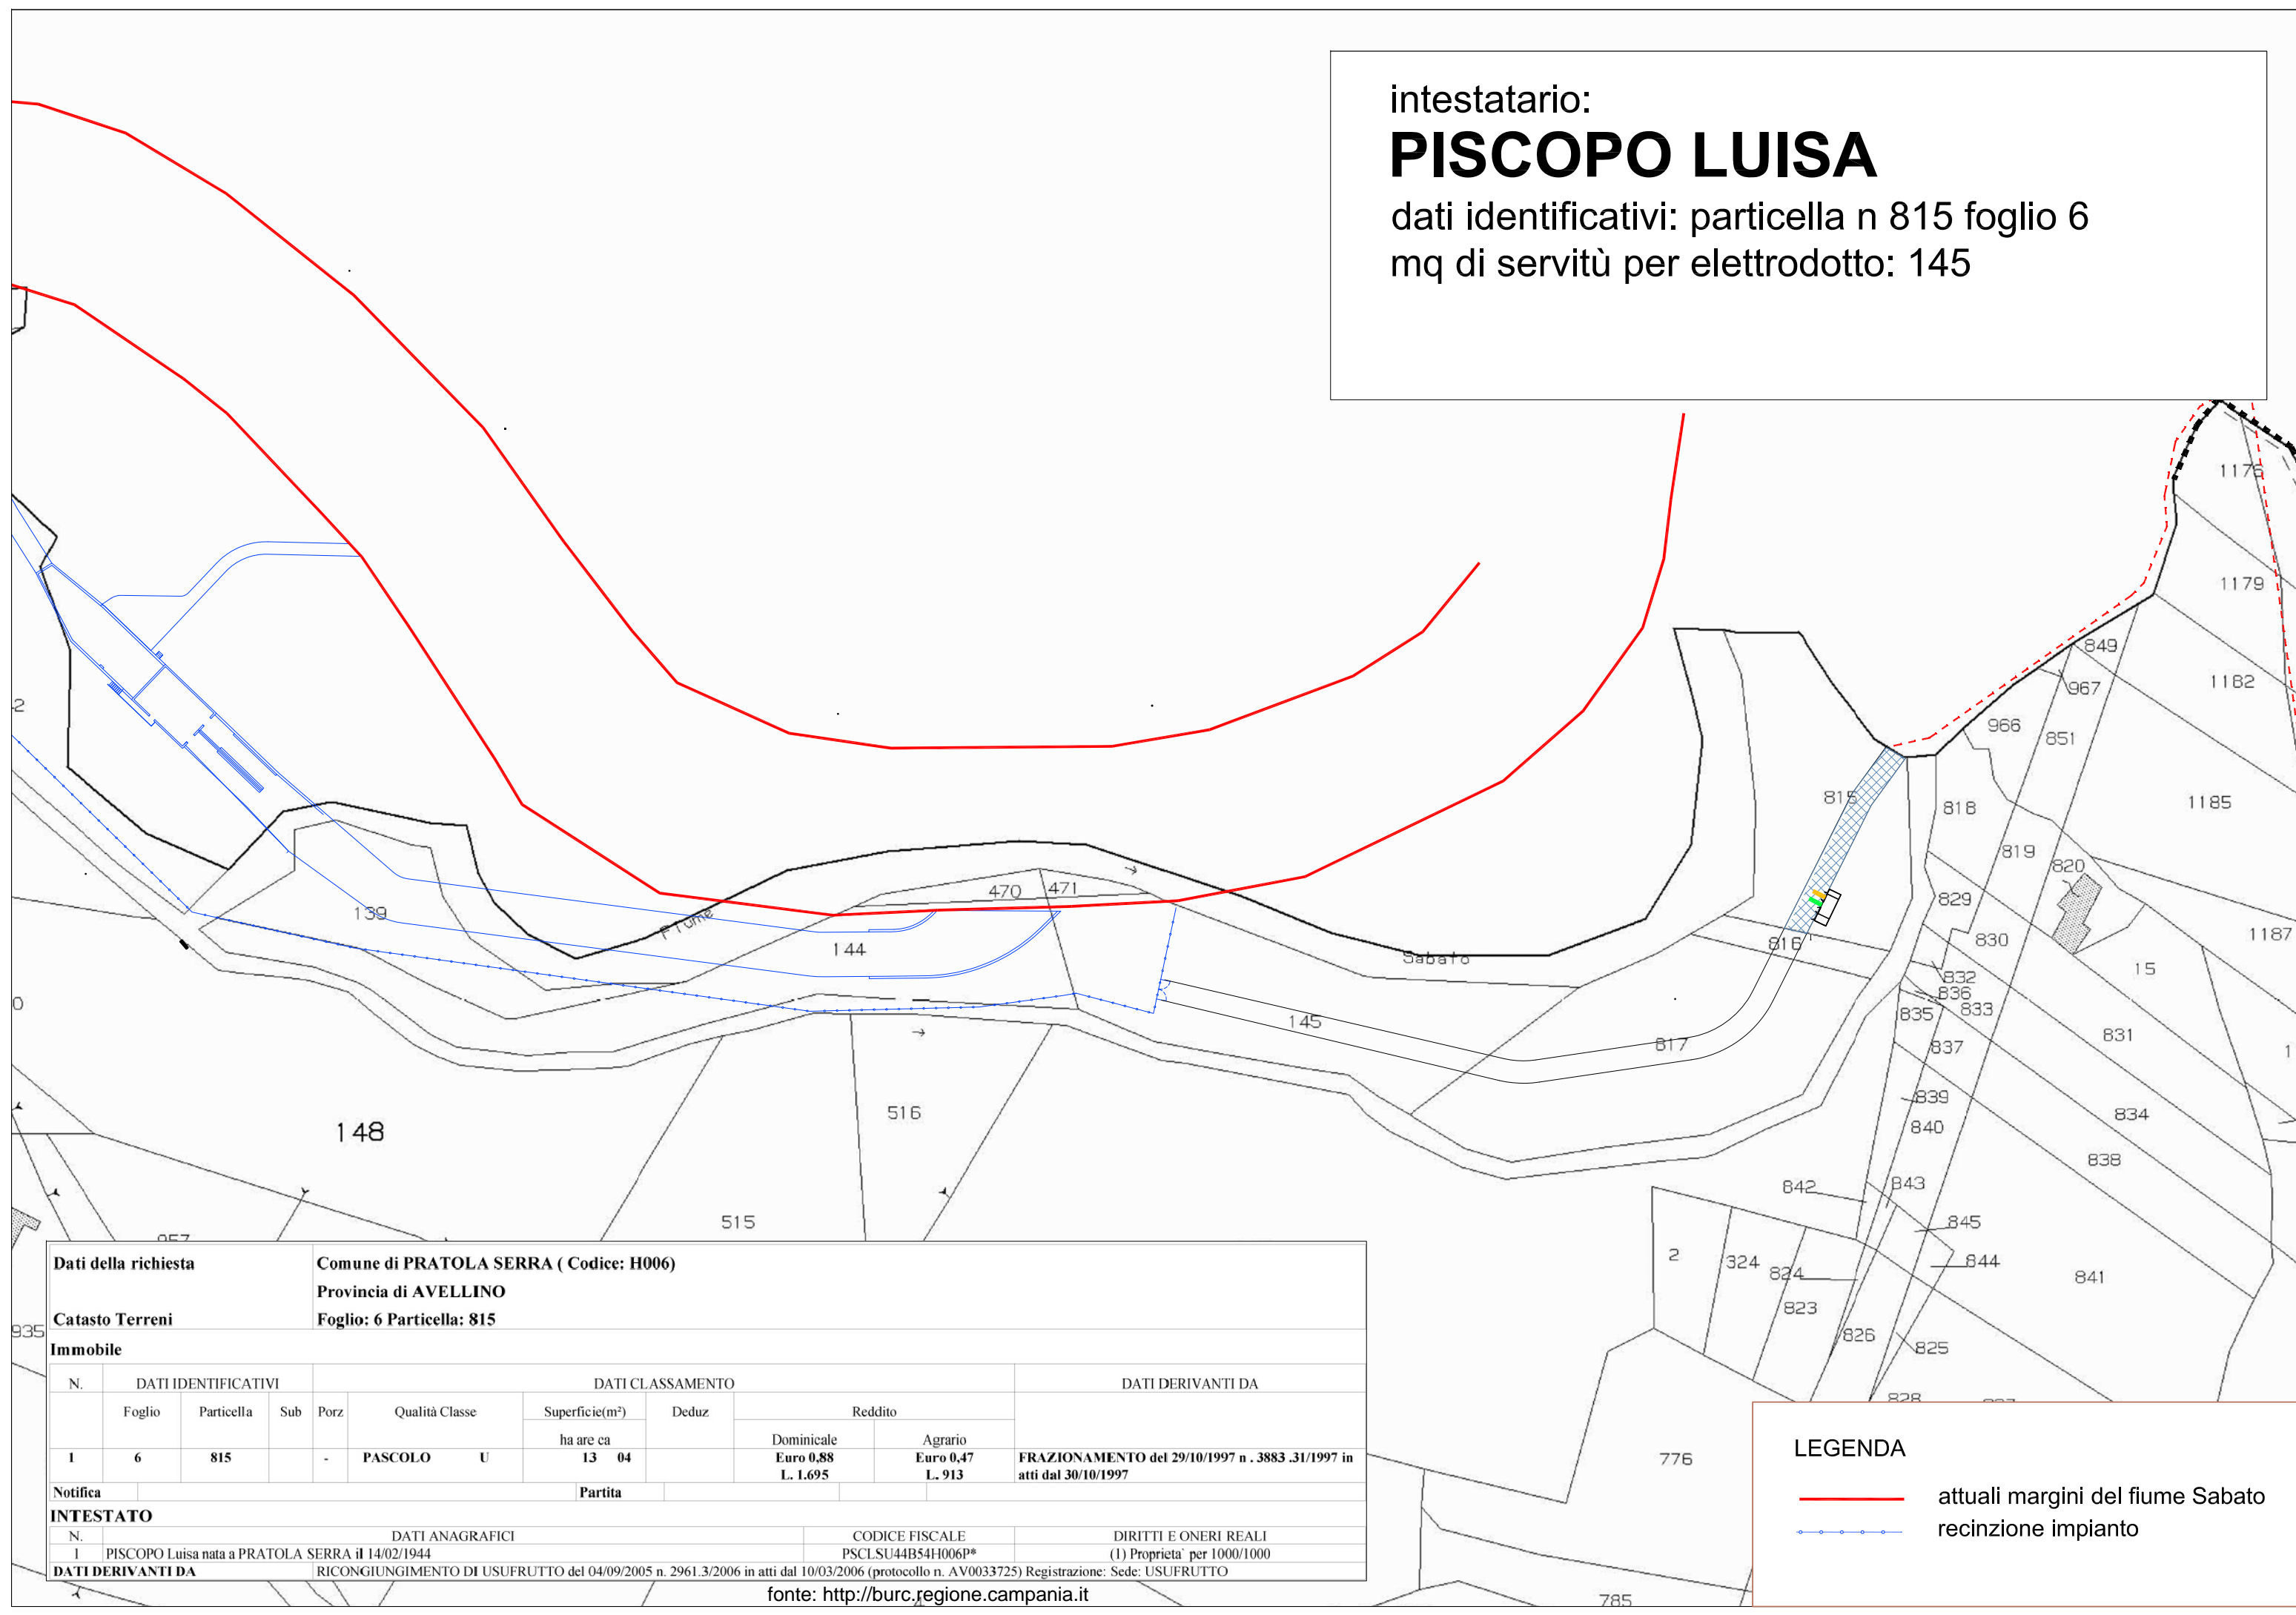 intestatario:
PISCOPO LUISA
dati identificativi: particella n 815 foglio 6
mq di servitù per elettrodotto: 145
1176
1179
849
1182
967
966
851
2
815
818
1185
819
820
139
470
471
829
Fiume
144
816
830
1187
Sabato
832
15
836
0
835
833
145
817
831
837
839
516
834
148
840
838
842
843
515
845
957
2
324
844
824
841
823
935
826
825
828
776
785
Dati della richiesta
Comune di PRATOLA SERRA ( Codice: H006)
Provincia di AVELLINO
Catasto Terreni
Foglio: 6 Particella: 815
Immobile
N. DATI IDENTIFICATIVI DATI CLASSAMENTO DATI DERIVANTI DA
Foglio Particella Sub Porz Qualità Classe Superficie(m²) Deduz Reddito
ha are ca Dominicale Agrario
1 6 815 - PASCOLO U 13 04 Euro 0,88 Euro 0,47 FRAZIONAMENTO del 29/10/1997 n . 3883 .31/1997 in
L. 1.695 L. 913 atti dal 30/10/1997
Notifica Partita
INTESTATO
N. DATI ANAGRAFICI CODICE FISCALE DIRITTI E ONERI REALI
1 PISCOPO Luisa nata a PRATOLA SERRA il 14/02/1944 PSCLSU44B54H006P* (1) Proprieta` per 1000/1000
DATI DERIVANTI DA RICONGIUNGIMENTO DI USUFRUTTO del 04/09/2005 n. 2961.3/2006 in atti dal 10/03/2006 (protocollo n. AV0033725) Registrazione: Sede: USUFRUTTO
fonte: http://burc.regione.campania.it
LEGENDA
attuali margini del fiume Sabato
recinzione impianto